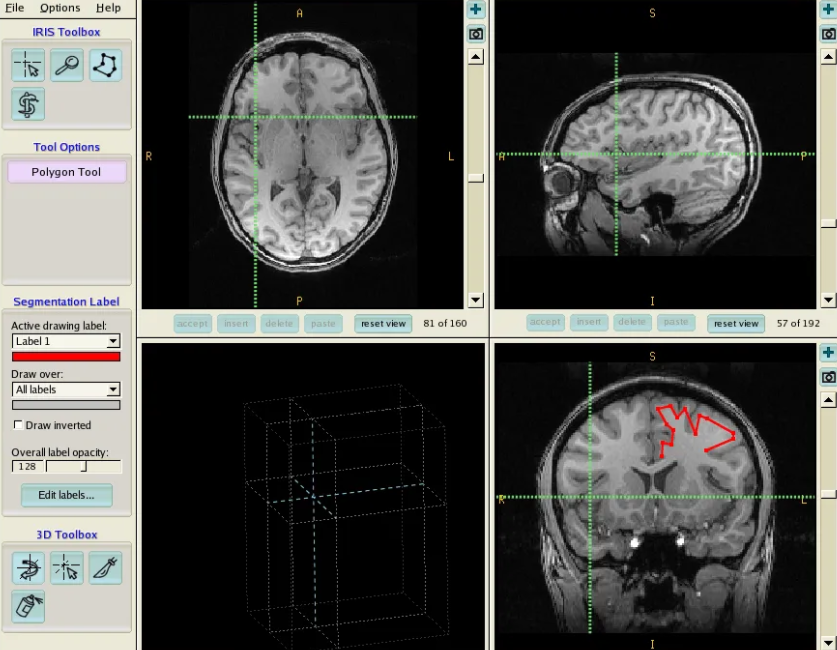 File Options Help
IRIS Toolbox
Tool Options
Polygon Tool
Segmentation Label
Active drawing label:
Label 1
Draw over:
All labels
Draw inverted
Overall label opacity:
128
Edit labels...
3D Toolbox
A
R
L
P
accept insert delete paste reset view 81 of 160
S
A
P
I
accept insert delete paste reset view 57 of 192
S
R
L
I